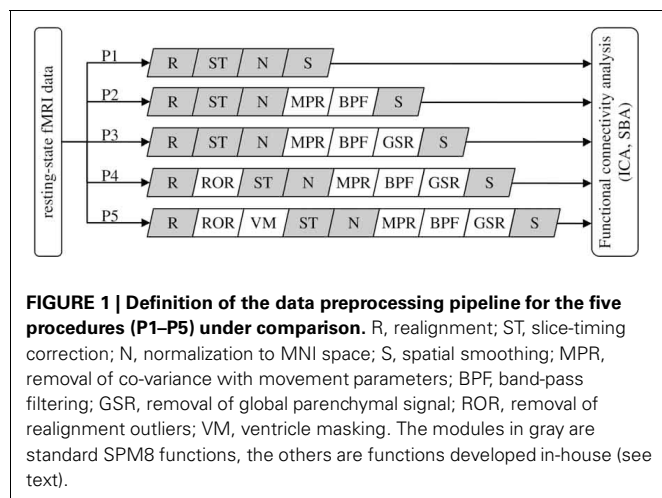 resting-state fMRI data
P1 R ST N S
P2 R ST N MPR BPF S
P3 R ST N MPR BPF GSR S
P4 R ROR ST N MPR BPF GSR S
P5 R ROR VM ST N MPR BPF GSR S
Functional connectivity analysis
(ICA, SBA)
FIGURE 1 | Definition of the data preprocessing pipeline for the five
procedures (P1–P5) under comparison. R, realignment; ST, slice-timing
correction; N, normalization to MNI space; S, spatial smoothing; MPR,
removal of co-variance with movement parameters; BPF, band-pass
filtering; GSR, removal of global parenchymal signal; ROR, removal of
realignment outliers; VM, ventricle masking. The modules in gray are
standard SPM8 functions, the others are functions developed in-house (see
text).